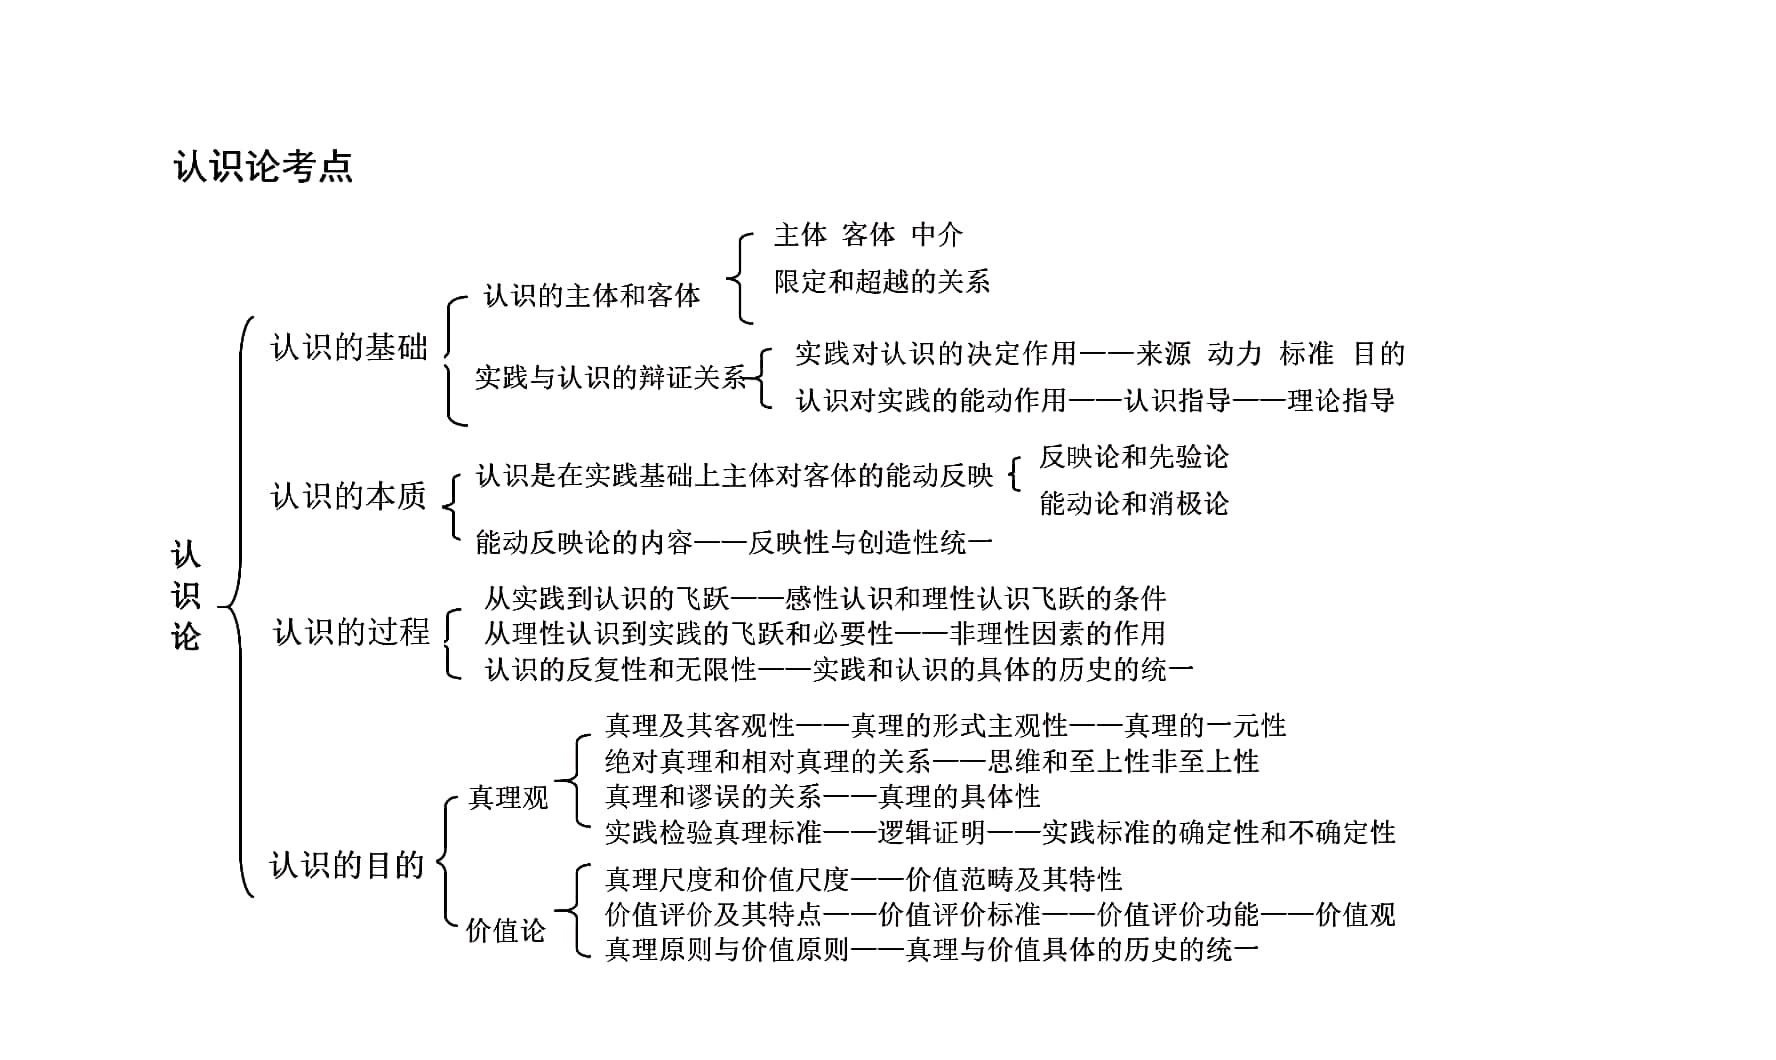 认识论考点
认识论
认识的基础
认识的主体和客体
主体 客体 中介
限定和超越的关系
实践与认识的辩证关系
实践对认识的决定作用——来源 动力 标准 目的
认识对实践的能动作用——认识指导——理论指导
认识的本质
认识是在实践基础上主体对客体的能动反映
反映论和先验论
能动论和消极论
能动反映论的内容——反映性与创造性统一
认识的过程
从实践到认识的飞跃——感性认识和理性认识飞跃的条件
从理性认识到实践的飞跃和必要性——非理性因素的作用
认识的反复性和无限性——实践和认识的具体的历史的统一
认识的目的
真理观
真理及其客观性——真理的形式主观性——真理的一元性
绝对真理和相对真理的关系——思维和至上性非至上性
真理和谬误的关系——真理的具体性
实践检验真理标准——逻辑证明——实践标准的确定性和不确定性
价值论
真理尺度和价值尺度——价值范畴及其特性
价值评价及其特点——价值评价标准——价值评价功能——价值观
真理原则与价值原则——真理与价值具体的历史的统一